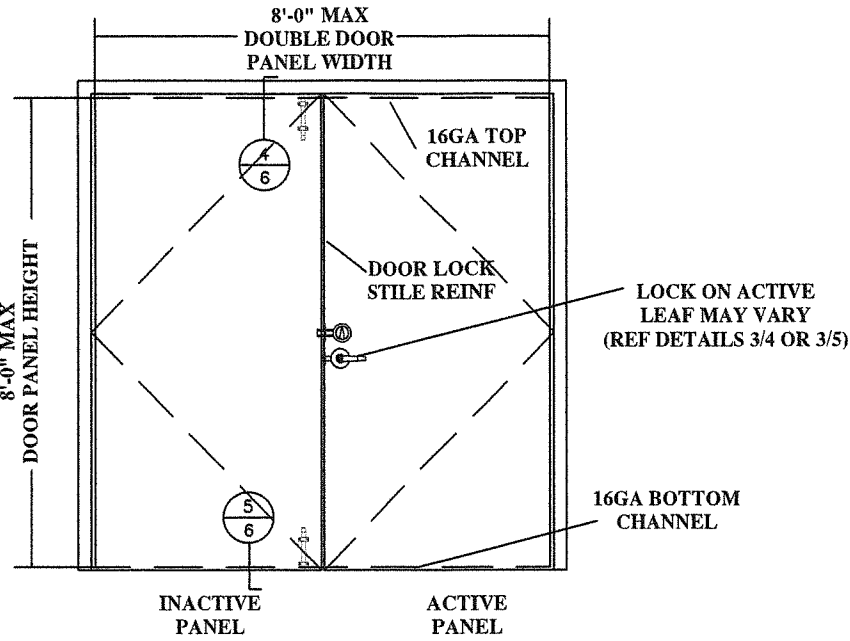 8'-0" MAX
DOUBLE DOOR
PANEL WIDTH
16GA TOP
CHANNEL
4
6
8'-0" MAX
DOOR PANEL HEIGHT
DOOR LOCK
STILE REINF
LOCK ON ACTIVE
LEAF MAY VARY
(REF DETAILS 3/4 OR 3/5)
5
6
16GA BOTTOM
CHANNEL
INACTIVE
PANEL
ACTIVE
PANEL